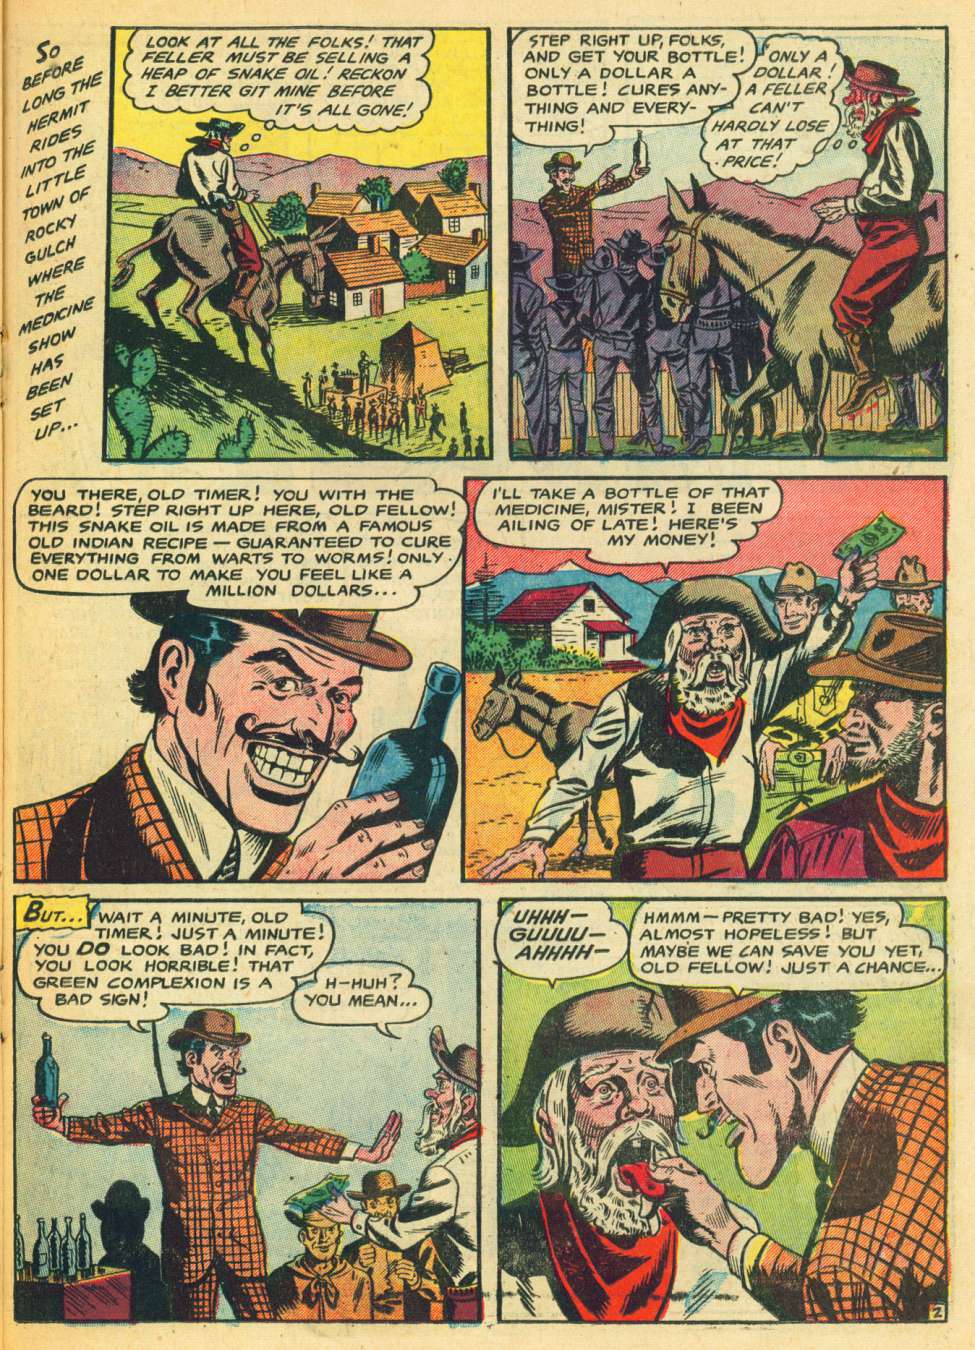 SO
BEFORE
LONG THE
HERMIT
RIDES
INTO THE
LITTLE
TOWN OF
ROCKY
GULCH
WHERE
THE
MEDICINE
SHOW
HAS
BEEN
SET
UP...
LOOK AT ALL THE FOLKS! THAT
FELLER MUST BE SELLING A
HEAP OF SNAKE OIL! RECKON
I BETTER GIT MINE BEFORE
IT'S ALL GONE!
STEP RIGHT UP, FOLKS,
AND GET YOUR BOTTLE!
ONLY A DOLLAR A
BOTTLE! CURES ANY-
THING AND EVERY-
THING!
ONLY A
DOLLAR!
A FELLER
CAN'T
HARDLY LOSE
AT THAT
PRICE!
YOU THERE, OLD TIMER! YOU WITH THE
BEARD! STEP RIGHT UP HERE, OLD FELLOW!
THIS SNAKE OIL IS MADE FROM A FAMOUS
OLD INDIAN RECIPE — GUARANTEED TO CURE
EVERYTHING FROM WARTS TO WORMS! ONLY
ONE DOLLAR TO MAKE YOU FEEL LIKE A
MILLION DOLLARS...
I'LL TAKE A BOTTLE OF THAT
MEDICINE, MISTER! I BEEN
AILING OF LATE! HERE'S
MY MONEY!
BUT...
WAIT A MINUTE, OLD
TIMER! JUST A MINUTE!
YOU DO LOOK BAD! IN FACT,
YOU LOOK HORRIBLE! THAT
GREEN COMPLEXION IS A
BAD SIGN!
H-HUH?
YOU MEAN...
UHHH-
GUUUU-
AHHHH-
HMMM — PRETTY BAD! YES,
ALMOST HOPELESS! BUT
MAYBE WE CAN SAVE YOU YET,
OLD FELLOW! JUST A CHANCE...
2